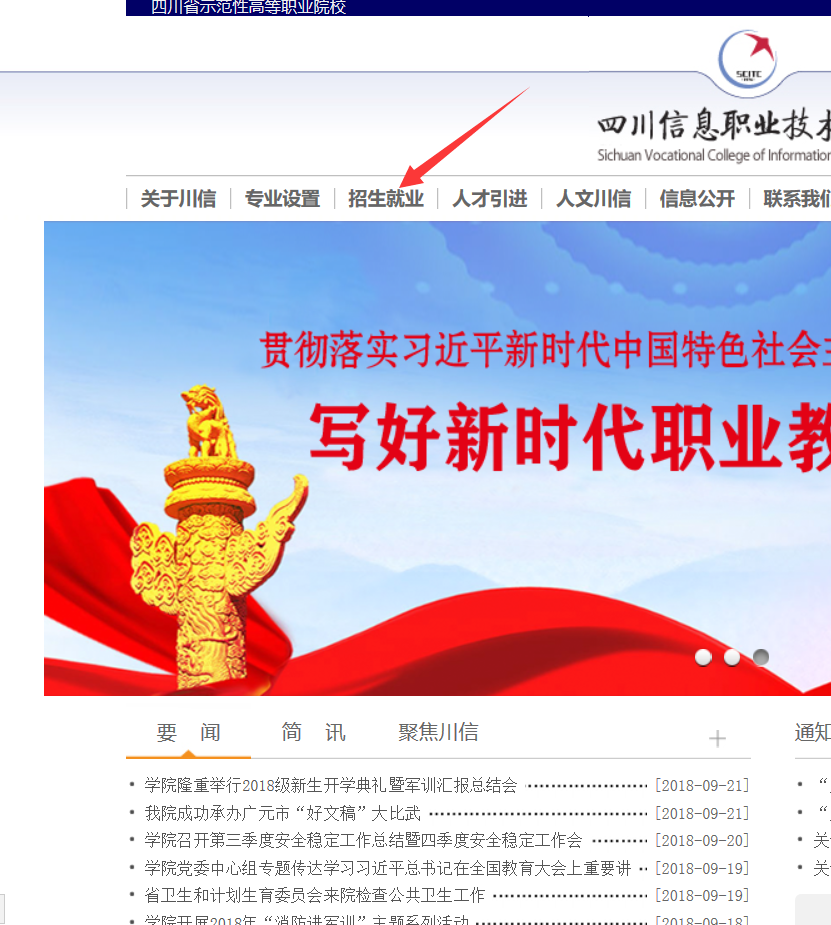 四川省示范性高等职业院校
SCITC
四川信息职业技术
Sichuan Vocational College of Information
关于川信 专业设置 招生就业 人才引进 人文川信 信息公开 联系我们
贯彻落实习近平新时代中国特色社会主
写好新时代职业教
要 闻 简 讯 聚焦川信 +
通知
学院隆重举行2018级新生开学典礼暨军训汇报总结会 [2018-09-21]
我院成功承办广元市“好文稿”大比武 [2018-09-21]
学院召开第三季度安全稳定工作总结暨四季度安全稳定工作会 [2018-09-20]
学院党委中心组专题传达学习习近平总书记在全国教育大会上重要讲 [2018-09-19]
省卫生和计划生育委员会来院检查公共卫生工作 [2018-09-19]
学院开展2018年“消防进军训”主题系列活动 [2018-09-18]
“
“
关
关